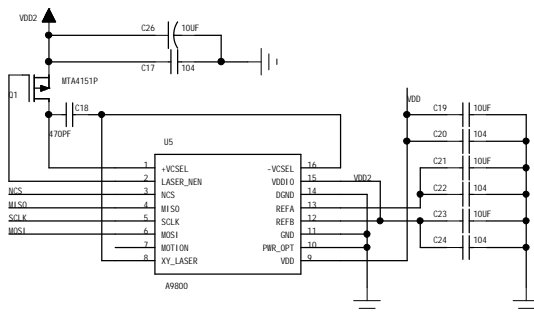 VDD2
C26 10UF
C17 104
Q1 MTA4151P
C18
470PF
VDD
C19 10UF
C20 104
C21 10UF
C22 104
C23 10UF
C24 104
U5
1 +VCSEL -VCSEL 16
2 LASER_NEN VDDIO 15 VDD2
NCS 3 NCS DGND 14
MISO 4 MISO REFA 13
SCLK 5 SCLK REFB 12
MOSI 6 MOSI GND 11
7 MOTION PWR_OPT 10
8 XY_LASER VDD 9
A9800